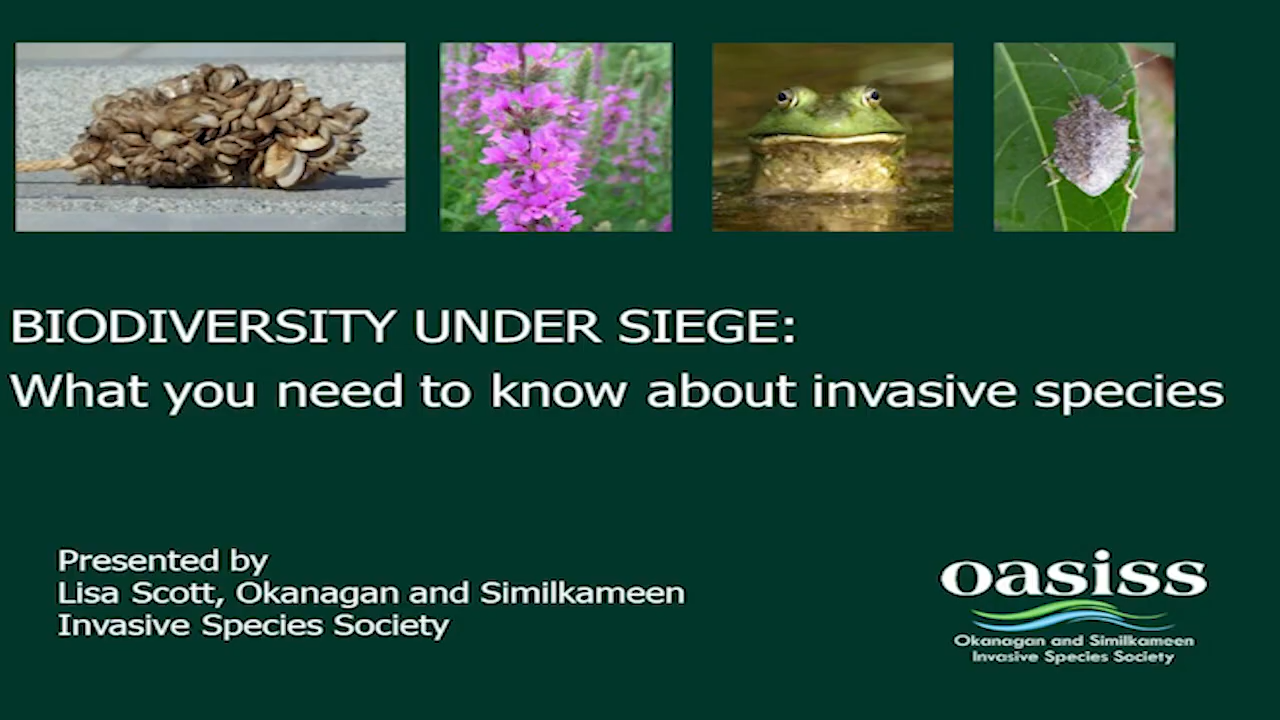 BIODIVERSITY UNDER SIEGE:
What you need to know about invasive species
Presented by
Lisa Scott, Okanagan and Similkameen
Invasive Species Society
oasiss
Okanagan and Similkameen
Invasive Species Society